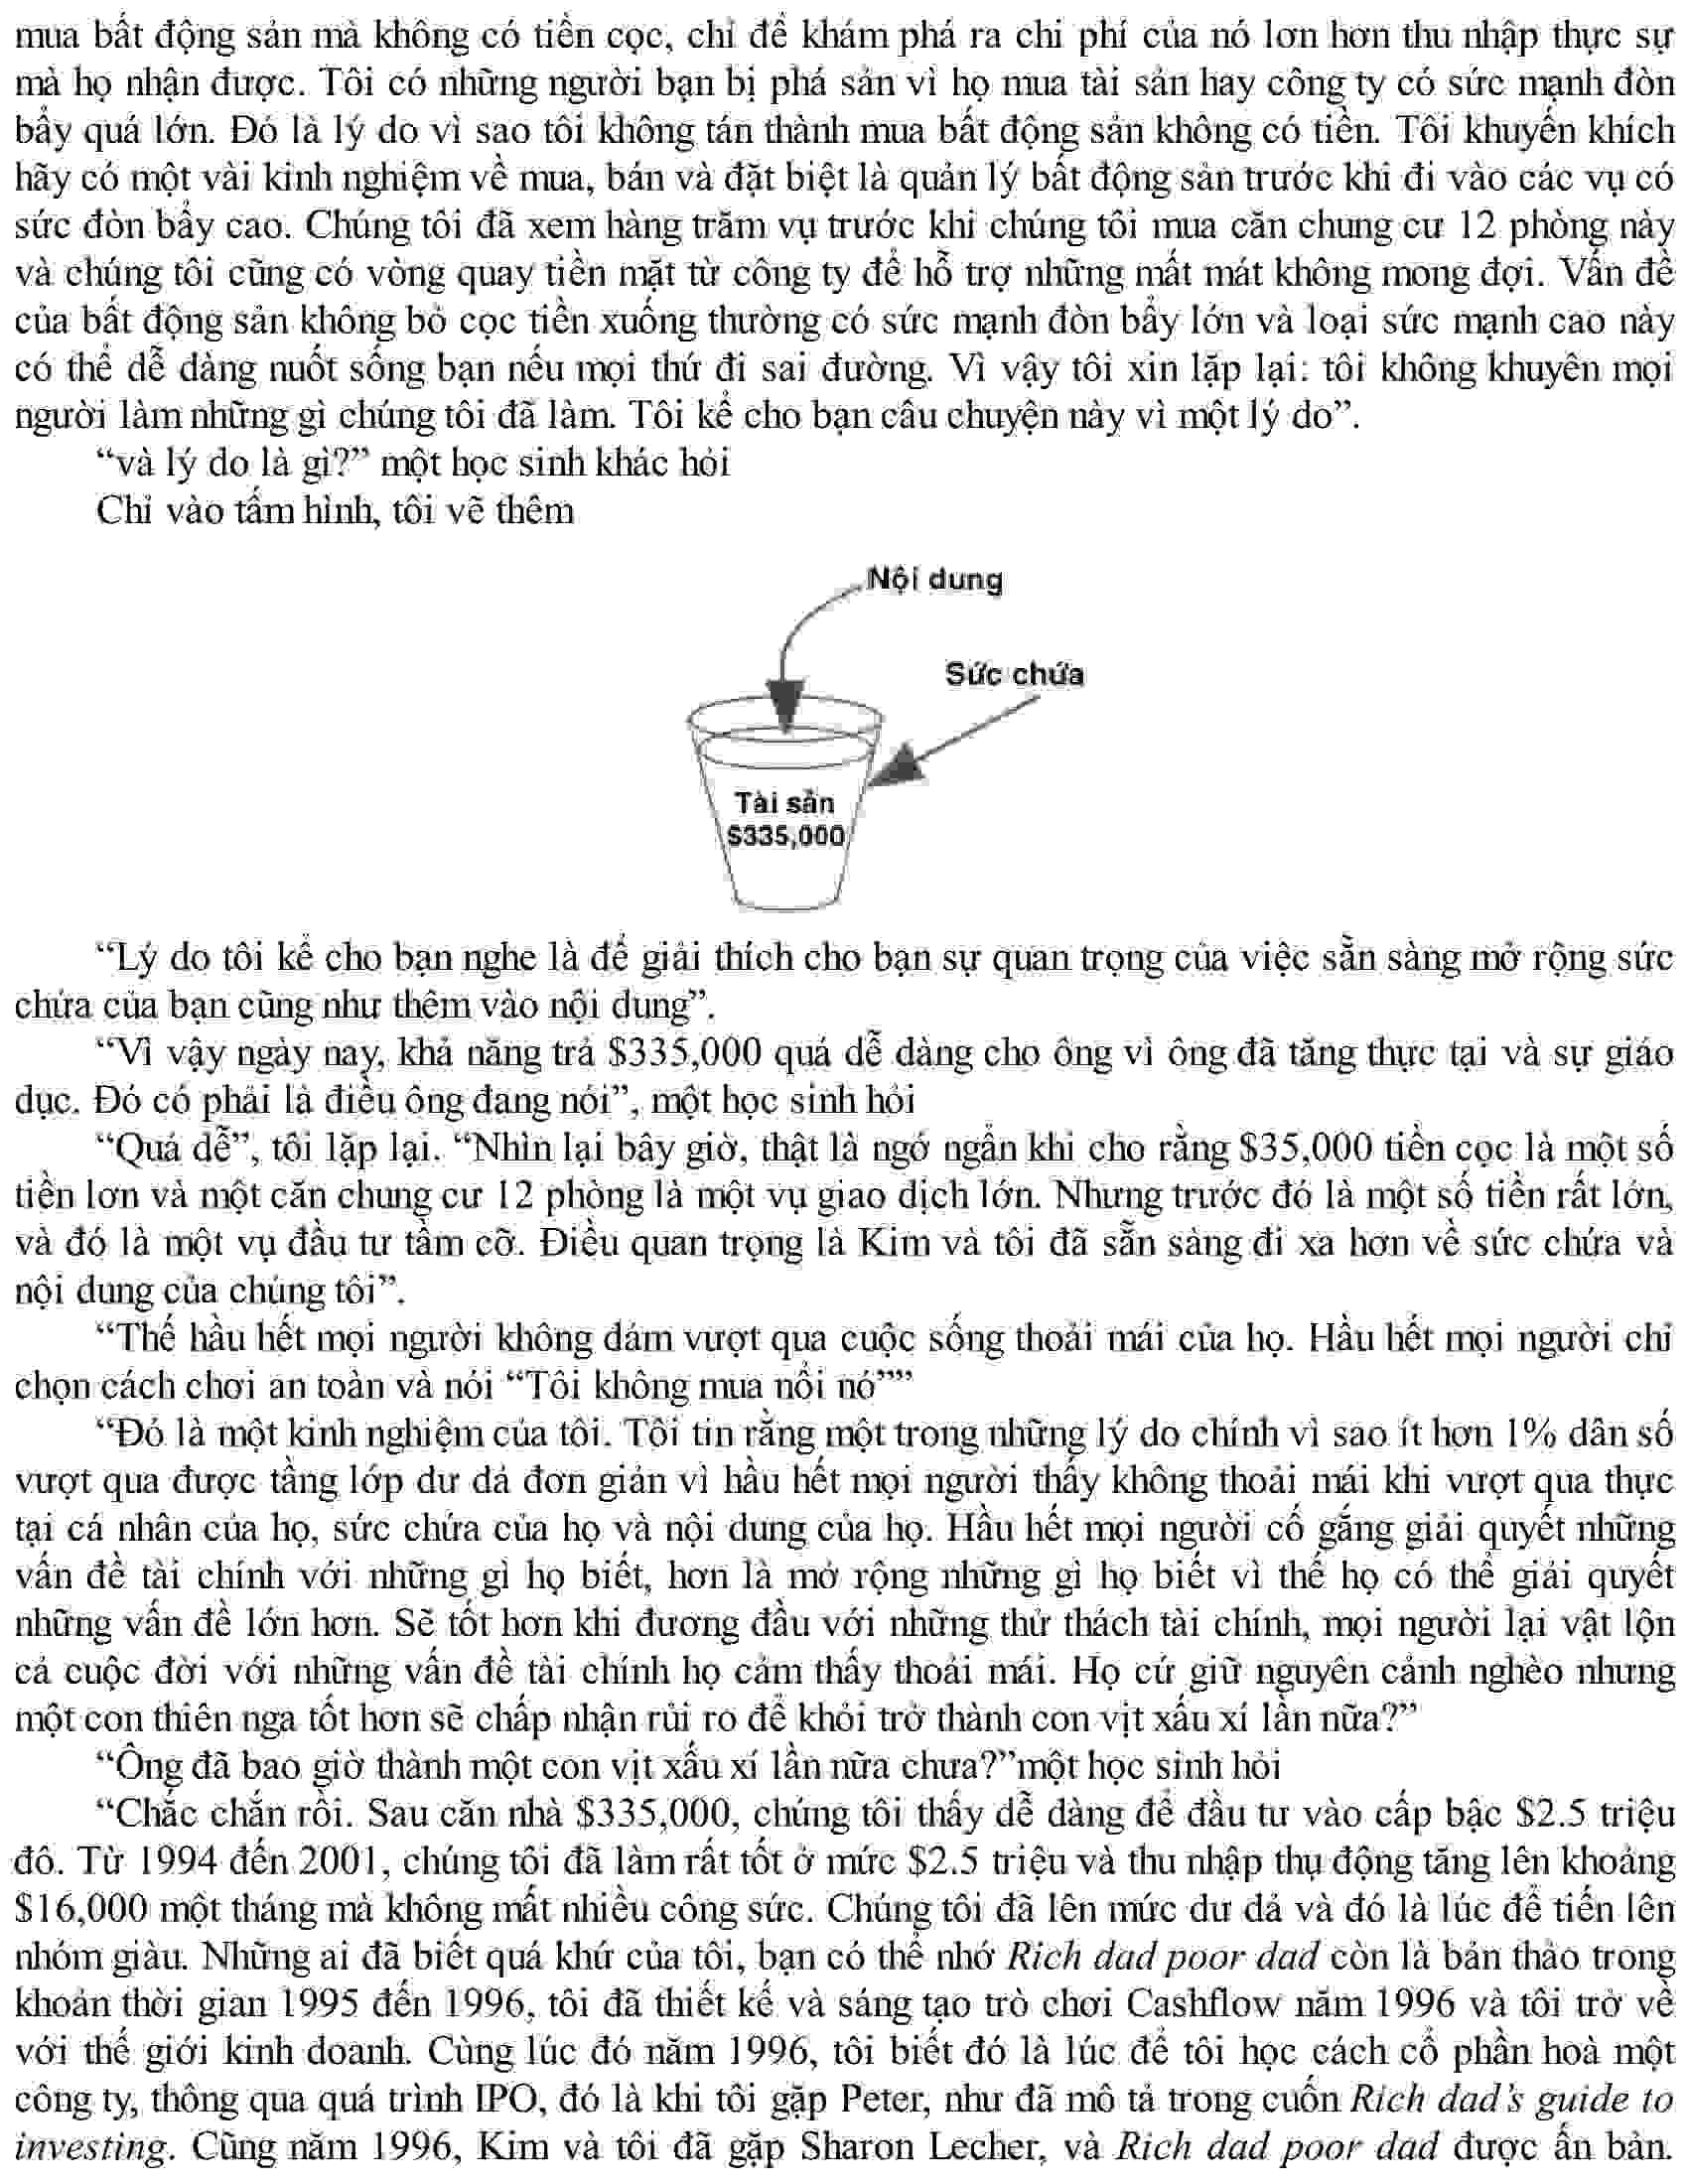 mua bất động sản mà không có tiền cọc, chỉ để khám phá ra chi phí của nó lơn hơn thu nhập thực sự
mà họ nhận được. Tôi có những người bạn bị phá sản vì họ mua tài sản hay công ty có sức mạnh đòn
bẩy quá lớn. Đó là lý do vì sao tôi không tán thành mua bất động sản không có tiền. Tôi khuyến khích
hãy có một vài kinh nghiệm về mua, bán và đặt biệt là quản lý bất động sản trước khi đi vào các vụ có
sức đòn bẩy cao. Chúng tôi đã xem hàng trăm vụ trước khi chúng tôi mua căn chung cư 12 phòng này
và chúng tôi cũng có vòng quay tiền mặt từ công ty để hỗ trợ những mất mát không mong đợi. Vấn đề
của bất động sản không bỏ cọc tiền xuống thường có sức mạnh đòn bẩy lớn và loại sức mạnh cao này
có thể dễ dàng nuốt sống bạn nếu mọi thứ đi sai đường. Vì vậy tôi xin lặp lại: tôi không khuyên mọi
người làm những gì chúng tôi đã làm. Tôi kể cho bạn câu chuyện này vì một lý do”.
“và lý do là gì?” một học sinh khác hỏi
Chỉ vào tấm hình, tôi vẽ thêm
Nội dung
Sức chứa
Tài sản
$335,000
“Lý do tôi kể cho bạn nghe là để giải thích cho bạn sự quan trọng của việc sẵn sàng mở rộng sức
chứa của bạn cũng như thêm vào nội dung”.
“Vì vậy ngày nay, khả năng trả $335,000 quá dễ dàng cho ông vì ông đã tăng thực tại và sự giáo
dục. Đó có phải là điều ông đang nói”, một học sinh hỏi
“Quá dễ”, tôi lặp lại. “Nhìn lại bây giờ, thật là ngớ ngẩn khi cho rằng $35,000 tiền cọc là một số
tiền lơn và một căn chung cư 12 phòng là một vụ giao dịch lớn. Nhưng trước đó là một số tiền rất lớn,
và đó là một vụ đầu tư tầm cỡ. Điều quan trọng là Kim và tôi đã sẵn sàng đi xa hơn về sức chứa và
nội dung của chúng tôi”.
“Thế hầu hết mọi người không dám vượt qua cuộc sống thoải mái của họ. Hầu hết mọi người chỉ
chọn cách chơi an toàn và nói “Tôi không mua nổi nó””
“Đó là một kinh nghiệm của tôi. Tôi tin rằng một trong những lý do chính vì sao ít hơn 1% dân số
vượt qua được tầng lớp dư dả đơn giản vì hầu hết mọi người thấy không thoải mái khi vượt qua thực
tại cá nhân của họ, sức chứa của họ và nội dung của họ. Hầu hết mọi người cố gắng giải quyết những
vấn đề tài chính với những gì họ biết, hơn là mở rộng những gì họ biết vì thế họ có thể giải quyết
những vấn đề lớn hơn. Sẽ tốt hơn khi đương đầu với những thử thách tài chính, mọi người lại vật lộn
cả cuộc đời với những vấn đề tài chính họ cảm thấy thoải mái. Họ cứ giữ nguyên cảnh nghèo nhưng
một con thiên nga tốt hơn sẽ chấp nhận rủi ro để khỏi trở thành con vịt xấu xí lần nữa?”
“Ông đã bao giờ thành một con vịt xấu xí lần nữa chưa?”một học sinh hỏi
“Chắc chắn rồi. Sau căn nhà $335,000, chúng tôi thấy dễ dàng để đầu tư vào cấp bậc $2.5 triệu
đô. Từ 1994 đến 2001, chúng tôi đã làm rất tốt ở mức $2.5 triệu và thu nhập thụ động tăng lên khoảng
$16,000 một tháng mà không mất nhiều công sức. Chúng tôi đã lên mức dư dả và đó là lúc để tiến lên
nhóm giàu. Những ai đã biết quá khứ của tôi, bạn có thể nhớ Rich dad poor dad còn là bản thảo trong
khoản thời gian 1995 đến 1996, tôi đã thiết kế và sáng tạo trò chơi Cashflow năm 1996 và tôi trở về
với thế giới kinh doanh. Cùng lúc đó năm 1996, tôi biết đó là lúc để tôi học cách cổ phần hoà một
công ty, thông qua quá trình IPO, đó là khi tôi gặp Peter, như đã mô tả trong cuốn Rich dad's guide to
investing. Cũng năm 1996, Kim và tôi đã gặp Sharon Lecher, và Rich dad poor dad được ấn bản.